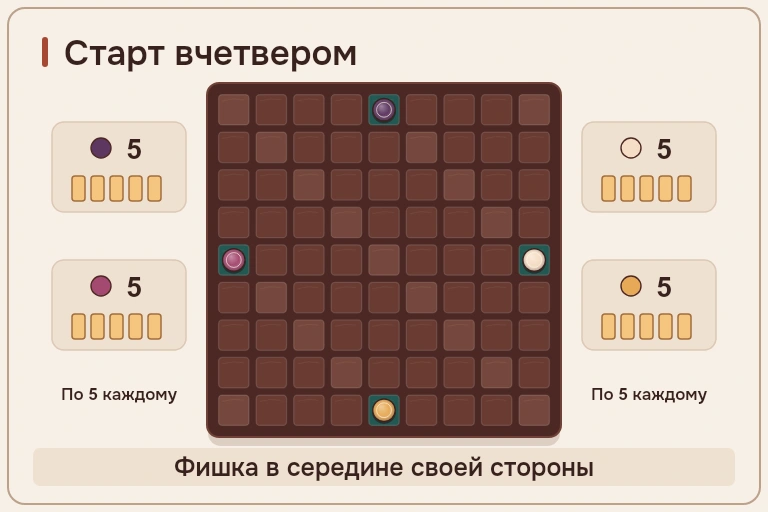 Старт вчетвером
5
5
5
5
По 5 каждому
По 5 каждому
Фишка в середине своей стороны